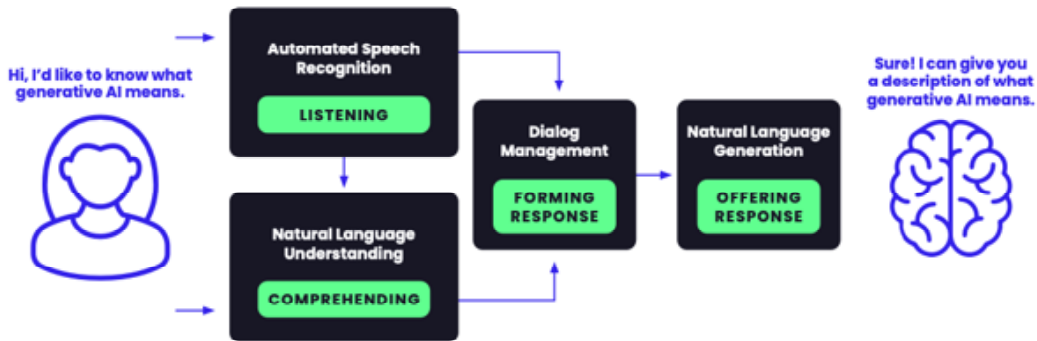 Hi, I'd like to know what
generative AI means.
Automated Speech
Recognition
LISTENING
Natural Language
Understanding
COMPREHENDING
Dialog
Management
FORMING
RESPONSE
Natural Language
Generation
OFFERING
RESPONSE
Sure! I can give you
a description of what
generative AI means.